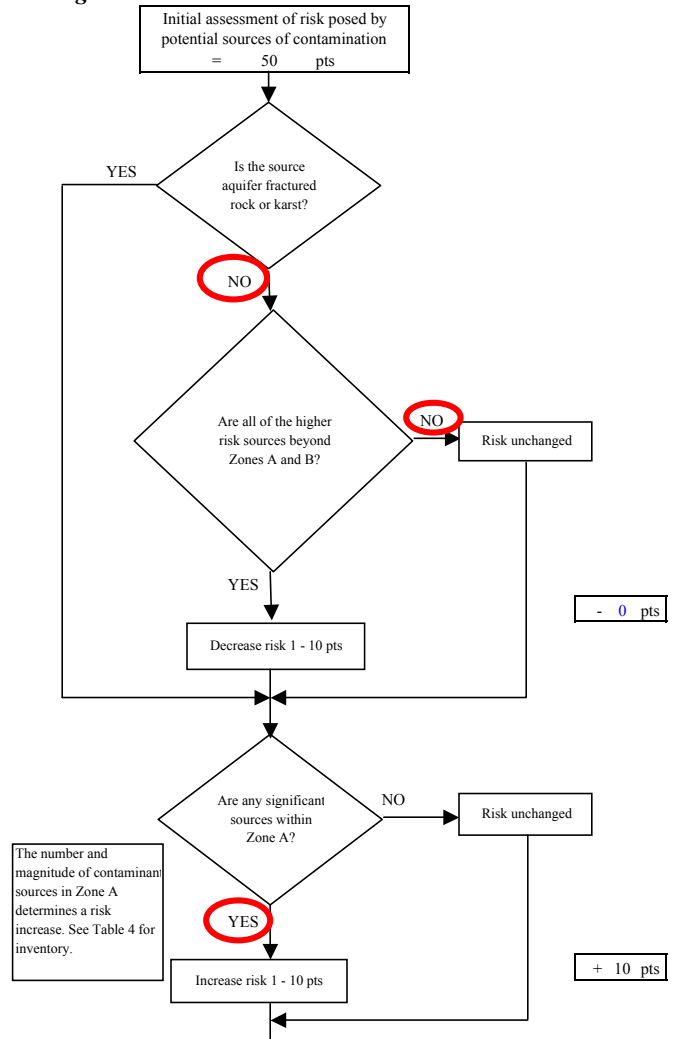 Initial assessment of risk posed by
potential sources of contamination
= 50 pts
YES
Is the source
aquifer fractured
rock or karst?
NO
Are all of the higher
risk sources beyond
Zones A and B?
NO
Risk unchanged
YES
- 0 pts
Decrease risk 1 - 10 pts
Are any significant
sources within
Zone A?
NO
Risk unchanged
The number and
magnitude of contaminant
sources in Zone A
determines a risk
increase. See Table 4 for
inventory.
YES
+ 10 pts
Increase risk 1 - 10 pts